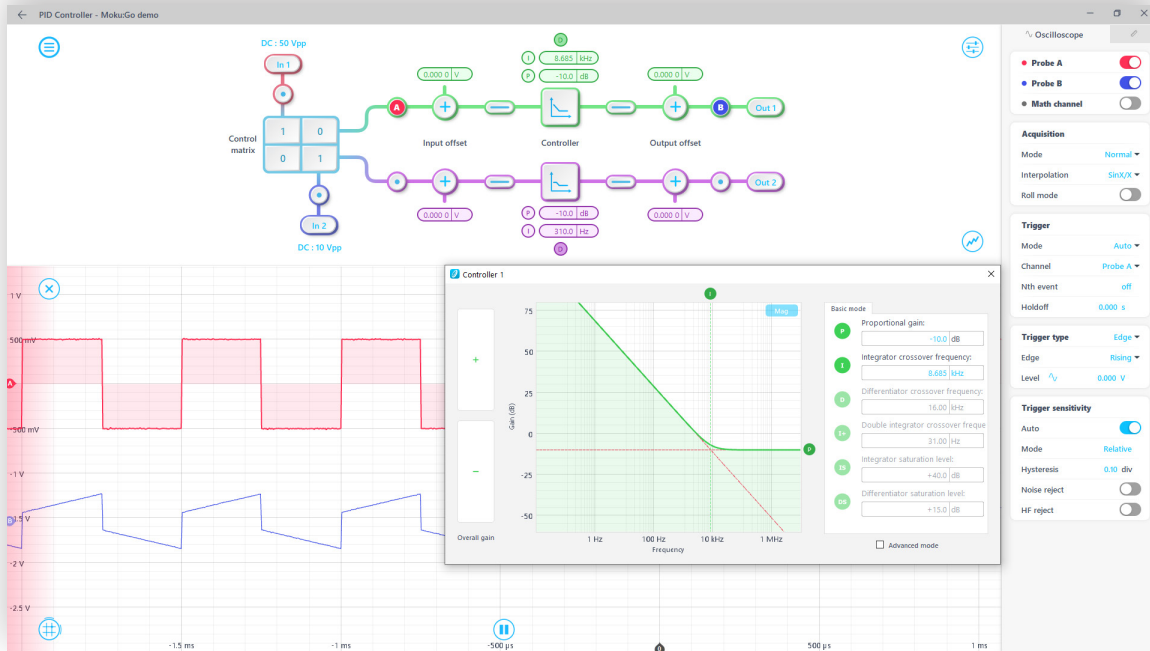 PID Controller - Moku:Go demo
DC : 50 Vpp
In 1
Control matrix
1 0
0 1
In 2
DC : 10 Vpp
I 8.685 kHz
P -10.0 dB
D
0.000 0 V
0.000 0 V
A
B
Out 1
Input offset
Controller
Output offset
Out 2
P -10.0 dB
I 310.0 Hz
D
0.000 0 V
0.000 0 V
1 V
500 mV
A
-500 mV
-1 V
B
-1.5 V
-2 V
-2.5 V
-1.5 ms
-1 ms
-500 µs
0
500 µs
1 ms
Controller 1
+
−
Overall gain
Mag
I
P
Gain (dB)
75
50
25
0
-25
-50
1 Hz
100 Hz
10 kHz
1 MHz
Frequency
Basic mode
P
Proportional gain:
-10.0 dB
I
Integrator crossover frequency:
8.685 kHz
D
Differentiator crossover frequency:
16.00 kHz
I+
Double integrator crossover freque
31.00 Hz
IS
Integrator saturation level:
+40.0 dB
DS
Differentiator saturation level:
+15.0 dB
Advanced mode
Oscilloscope
Probe A
Probe B
Math channel
Acquisition
Mode Normal
Interpolation SinX/X
Roll mode
Trigger
Mode Auto
Channel Probe A
Nth event off
Holdoff 0.000 s
Trigger type Edge
Edge Rising
Level 0.000 V
Trigger sensitivity
Auto
Mode Relative
Hysteresis 0.10 div
Noise reject
HF reject